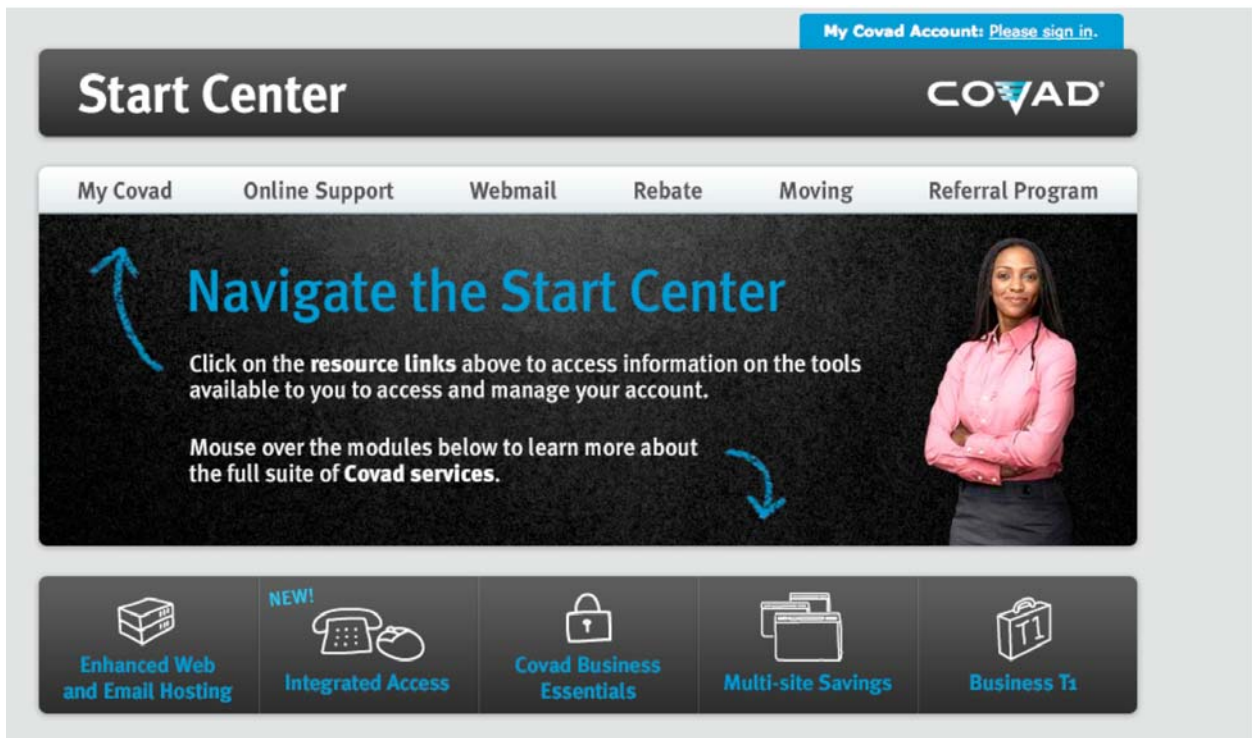 My Covad Account: Please sign in.
Start Center
COVAD®
My Covad Online Support Webmail Rebate Moving Referral Program
Navigate the Start Center
Click on the resource links above to access information on the tools
available to you to access and manage your account.
Mouse over the modules below to learn more about
the full suite of Covad services.
NEW!
T1
Enhanced Web
and Email Hosting
Integrated Access
Covad Business
Essentials
Multi-site Savings
Business T1